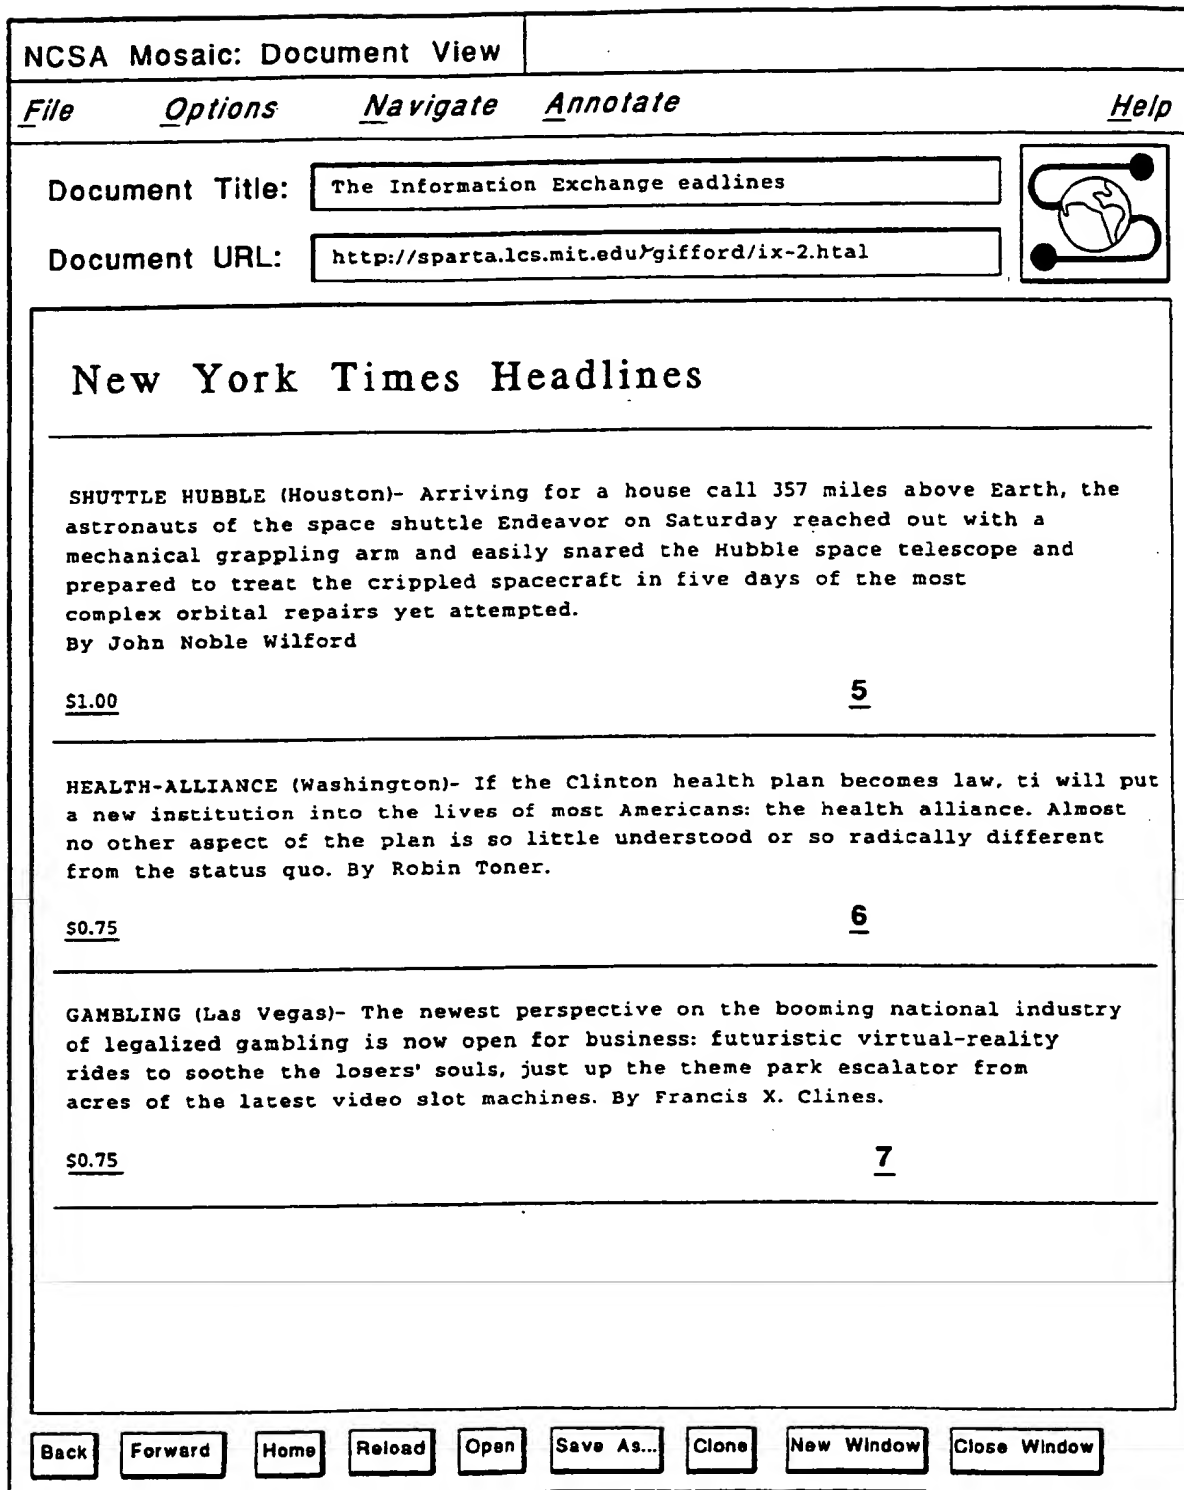 NCSA Mosaic: Document View
File Options Navigate Annotate Help
Document Title: The Information Exchange eadlines
Document URL: http://sparta.lcs.mit.edu/~gifford/ix-2.htal
New York Times Headlines
SHUTTLE HUBBLE (Houston)- Arriving for a house call 357 miles above Earth, the
astronauts of the space shuttle Endeavor on Saturday reached out with a
mechanical grappling arm and easily snared the Hubble space telescope and
prepared to treat the crippled spacecraft in five days of the most
complex orbital repairs yet attempted.
By John Noble Wilford
$1.00 5
HEALTH-ALLIANCE (Washington)- If the Clinton health plan becomes law, ti will put
a new institution into the lives of most Americans: the health alliance. Almost
no other aspect of the plan is so little understood or so radically different
from the status quo. By Robin Toner.
$0.75 6
GAMBLING (Las Vegas)- The newest perspective on the booming national industry
of legalized gambling is now open for business: futuristic virtual-reality
rides to soothe the losers' souls, just up the theme park escalator from
acres of the latest video slot machines. By Francis X. Clines.
$0.75 7
Back Forward Home Reload Open Save As... Clone New Window Close Window